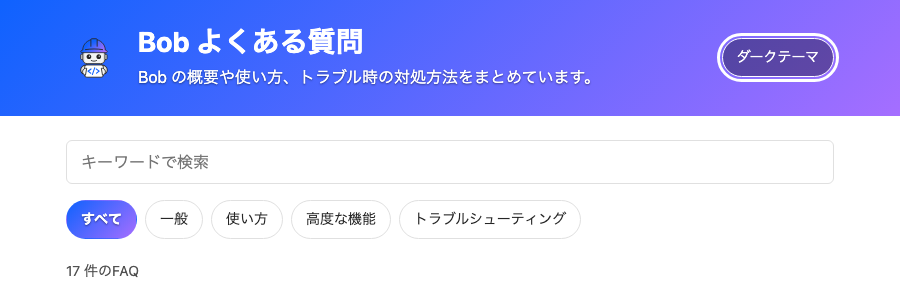 Bob よくある質問
Bob の概要や使い方、トラブル時の対処方法をまとめています。
ダークテーマ
キーワードで検索
すべて 一般 使い方 高度な機能 トラブルシューティング
17 件のFAQ